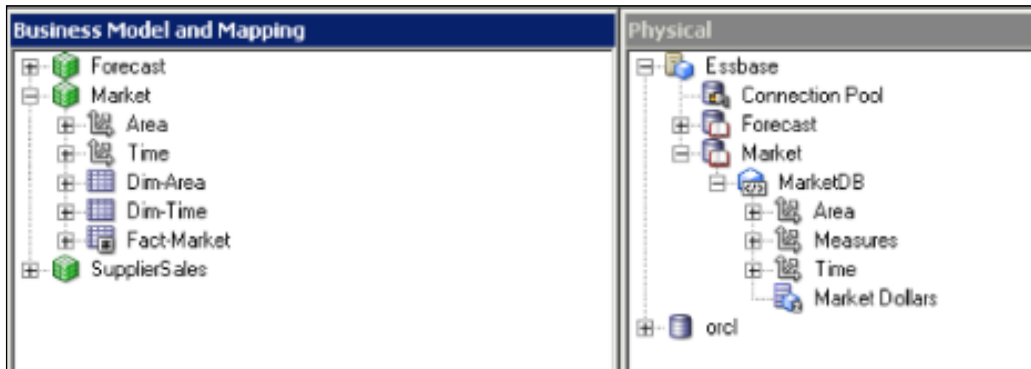 Business Model and Mapping
Forecast
Market
Area
Time
Dim-Area
Dim-Time
Fact-Market
SupplierSales
Physical
Essbase
Connection Pool
Forecast
Market
MarketDB
Area
Measures
Time
Market Dollars
orcl